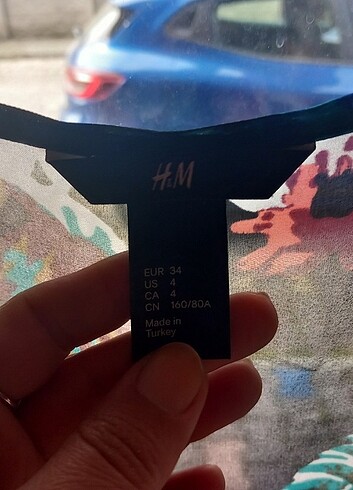 H&M
EUR 34
US 4
CA 4
CN 160/80A
Made in
Turkey